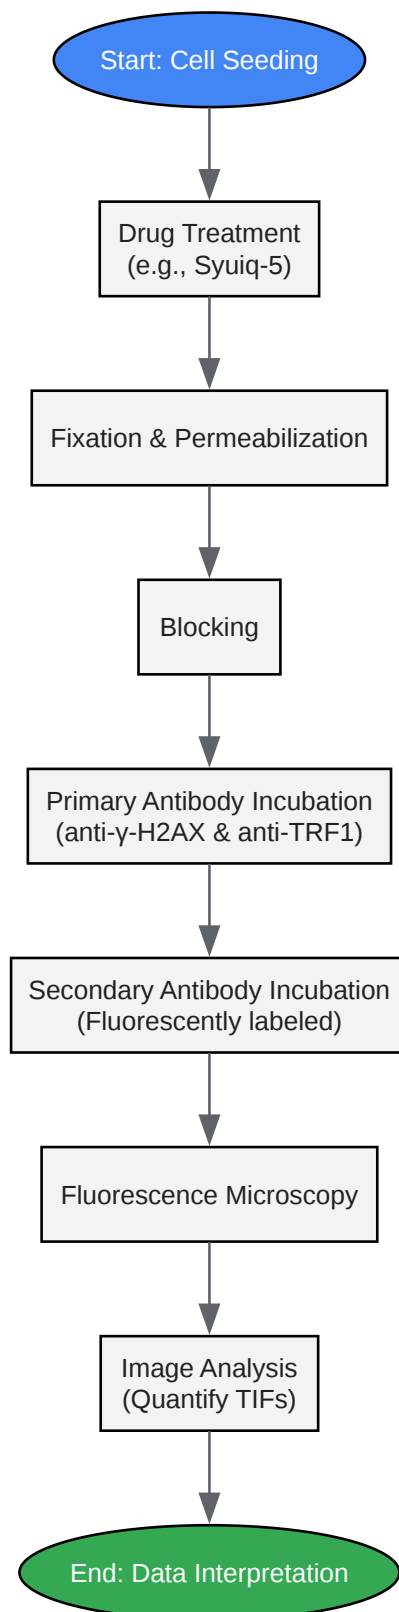 Start: Cell Seeding
Drug Treatment
(e.g., Syuiq-5)
Fixation & Permeabilization
Blocking
Primary Antibody Incubation
(anti-γ-H2AX & anti-TRF1)
Secondary Antibody Incubation
(Fluorescently labeled)
Fluorescence Microscopy
Image Analysis
(Quantify TIFs)
End: Data Interpretation